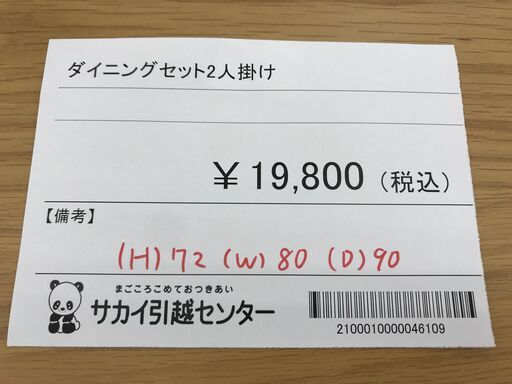 ダイニングセット2人掛け
¥ 19,800 (税込)
【備考】
(H) 72 (W) 80 (D) 90
まごころこめておつきあい
サカイ引越センター
2100010000046109